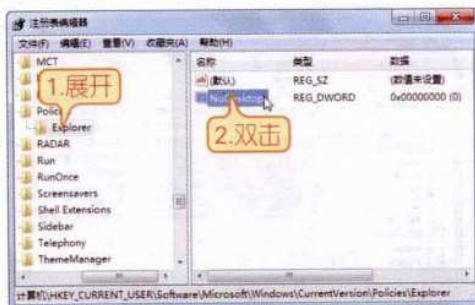 注册表编辑器
文件(F) 编辑(E) 查看(V) 收藏夹(A) 帮助(H)
MCT
1.展开
Polic
Explorer
RADAR
Run
RunOnce
Screensavers
Shell Extensions
Sidebar
Telephony
ThemeManager
名称 类型 数据
(默认) REG_SZ (数值未设置)
NoDesktop REG_DWORD 0x00000000 (0)
2.双击
计算机\HKEY_CURRENT_USER\Software\Microsoft\Windows\CurrentVersion\Policies\Explorer